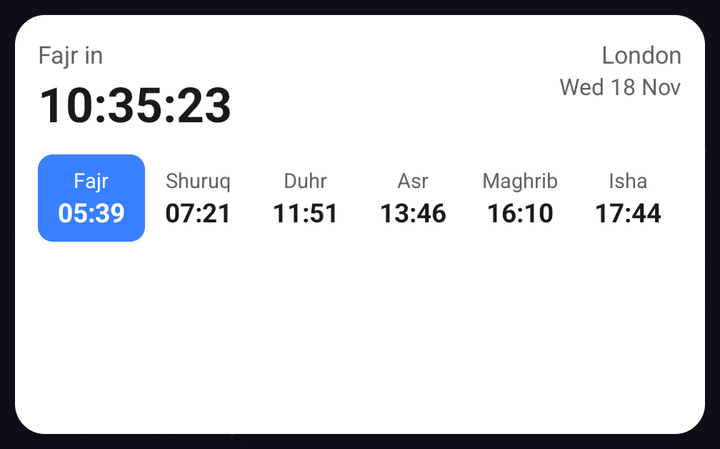 Fajr in
London
10:35:23
Wed 18 Nov
Fajr Shuruq Duhr Asr Maghrib Isha
05:39 07:21 11:51 13:46 16:10 17:44